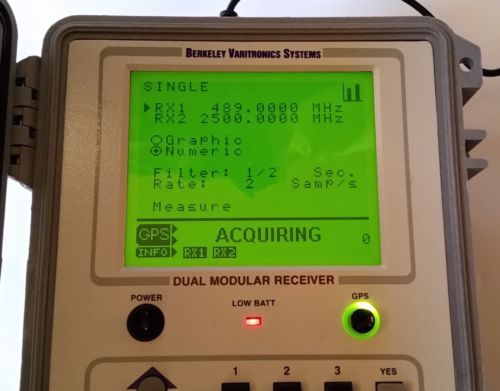 BERKELEY VARITRONICS SYSTEMS
SINGLE
RX1 489.0000 MHz
RX2 2500.0000 MHz
Graphic
Numeric
Filter: 1/2 Sec.
Rate: 2 Samp/s
Measure
GPS ACQUIRING 0
INFO RX1 RX2
DUAL MODULAR RECEIVER
POWER LOW BATT GPS
1 2 3 YES